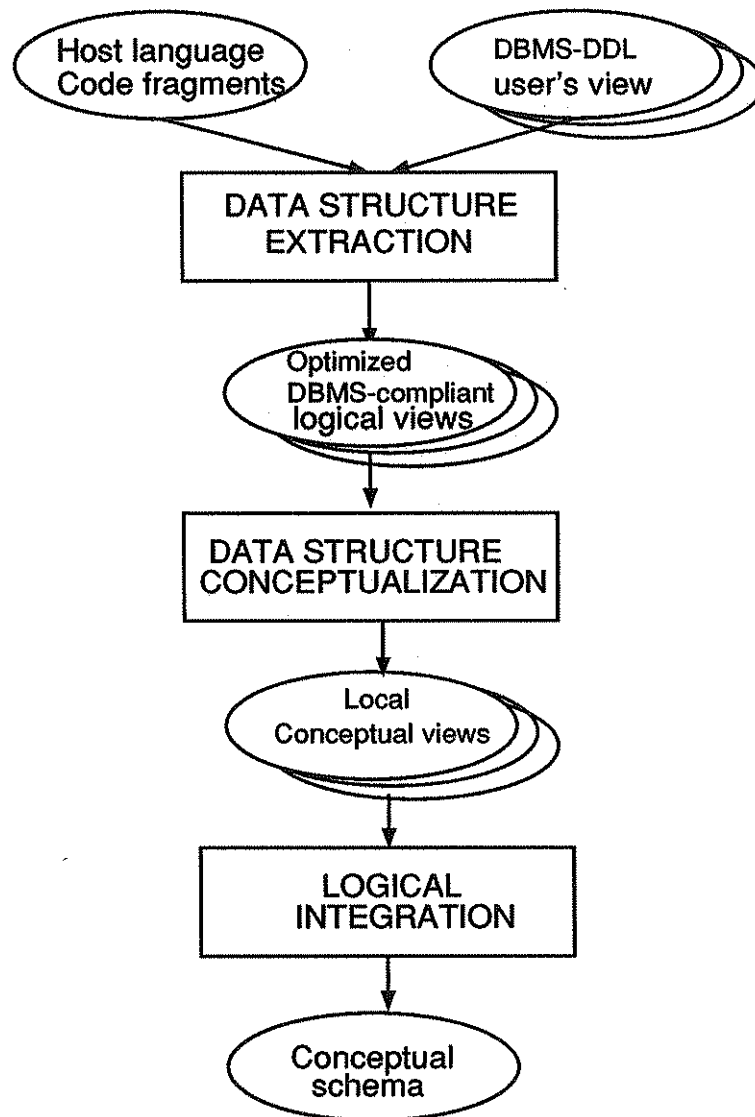 Host language
Code fragments
DBMS-DDL
user's view
DATA STRUCTURE
EXTRACTION
Optimized
DBMS-compliant
logical views
DATA STRUCTURE
CONCEPTUALIZATION
Local
Conceptual views
LOGICAL
INTEGRATION
Conceptual
schema